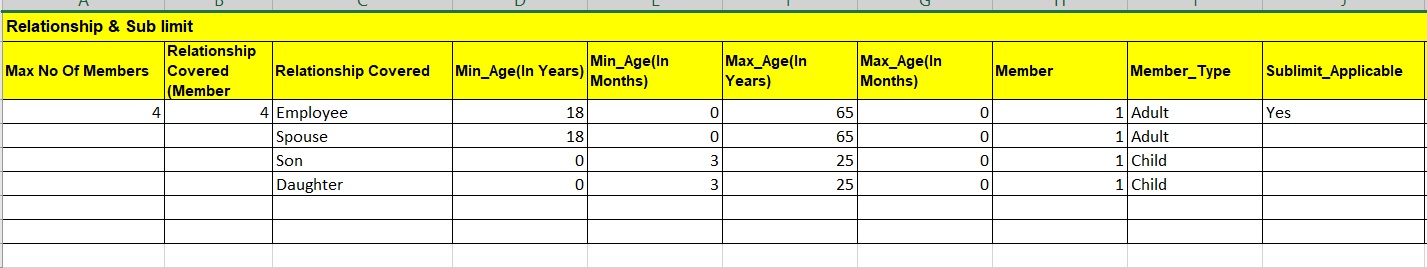 Relationship & Sub limit
Max No Of Members Relationship Covered (Member Relationship Covered Min_Age(In Years) Min_Age(In Months) Max_Age(In Years) Max_Age(In Months) Member Member_Type Sublimit_Applicable
4 4 Employee 18 0 65 0 1 Adult Yes
Spouse 18 0 65 0 1 Adult
Son 0 3 25 0 1 Child
Daughter 0 3 25 0 1 Child